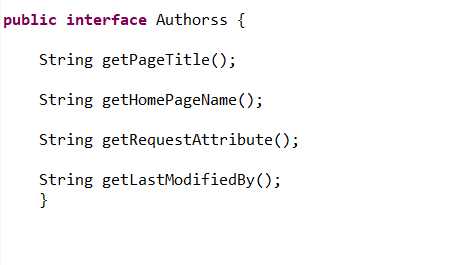 public interface Authorss {
String getPageTitle();
String getHomePageName();
String getRequestAttribute();
String getLastModifiedBy();
}